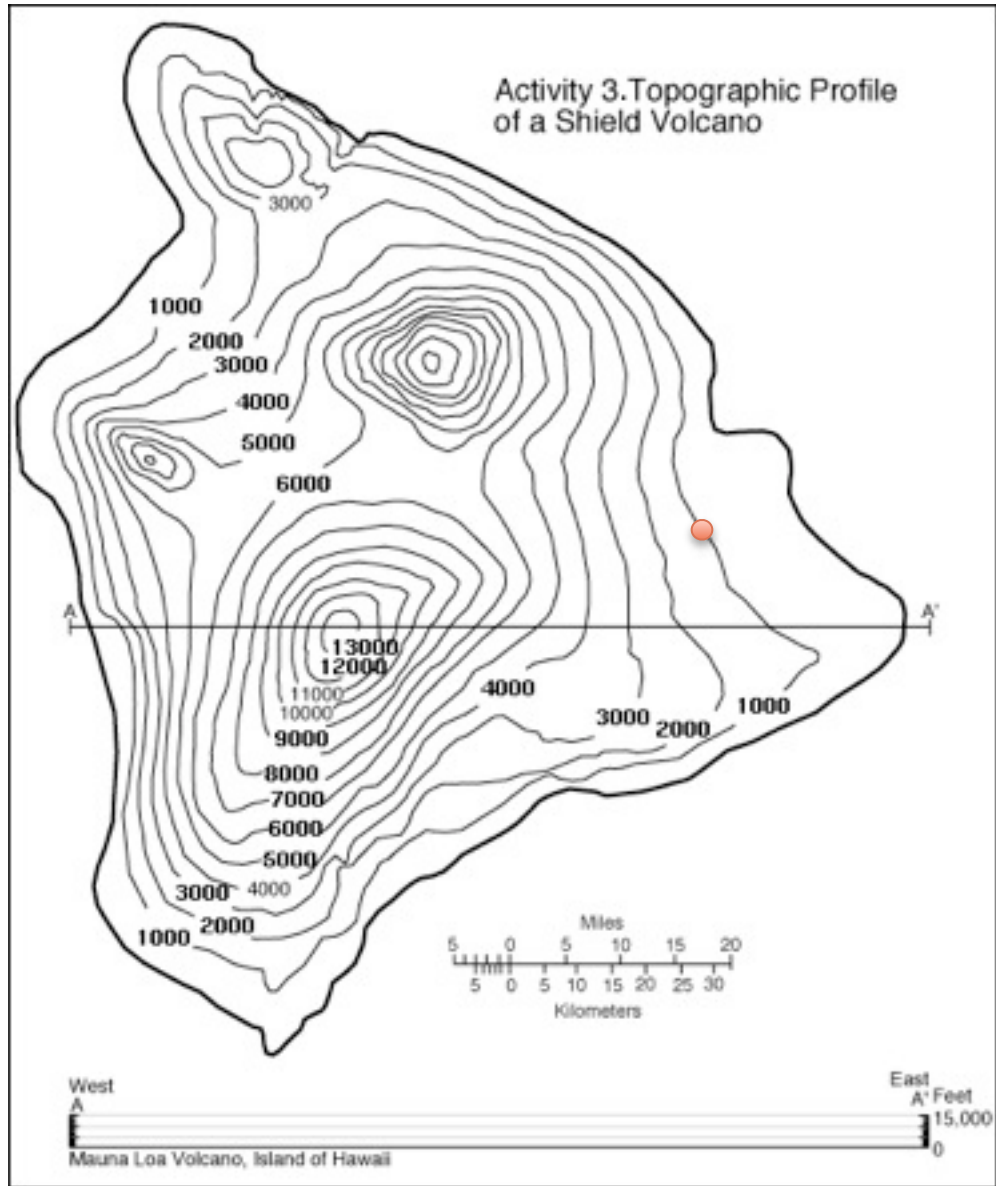 Activity 3.Topographic Profile
of a Shield Volcano
3000
1000
2000
3000
4000
5000
6000
A
A'
13000
12000
11000
10000
9000
8000
7000
6000
5000
4000
3000
2000
1000
4000
3000
2000
1000
Miles
5 0 5 10 15 20
5 0 5 10 15 20 25 30
Kilometers
West
A
East
A' Feet
15,000
0
Mauna Loa Volcano, Island of Hawaii